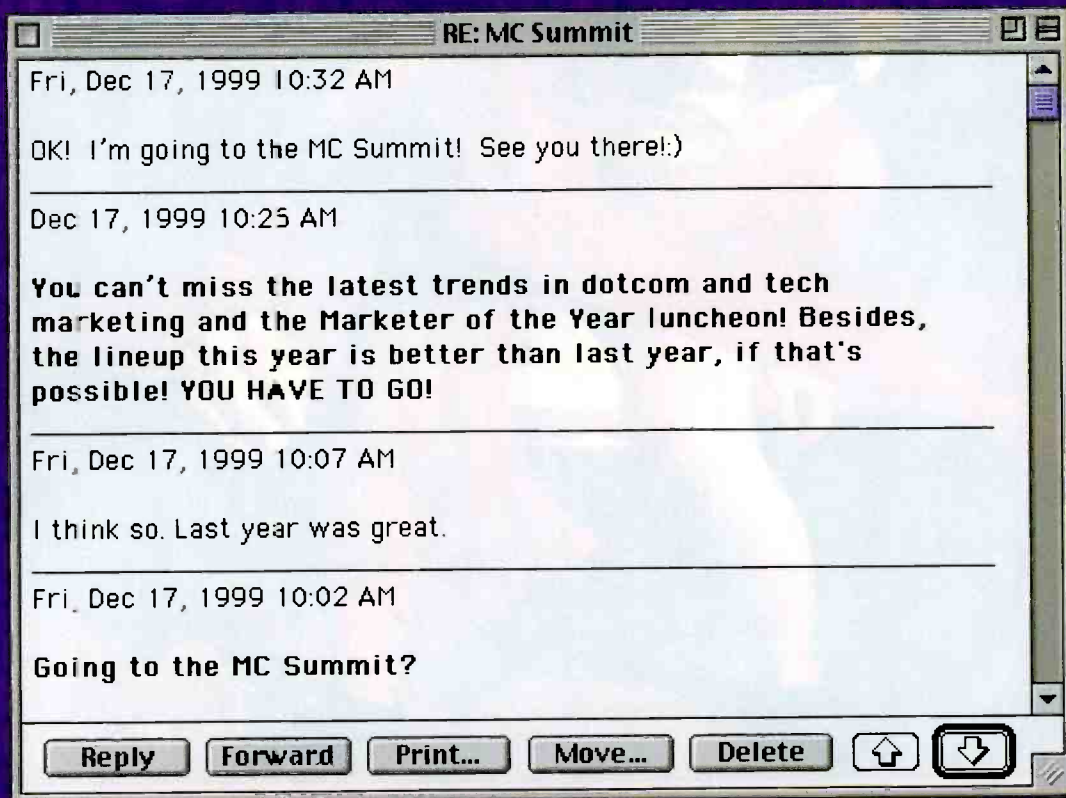 RE: MC Summit
Fri, Dec 17, 1999 10:32 AM
OK! I'm going to the MC Summit! See you there!:)
Dec 17, 1999 10:25 AM
You can't miss the latest trends in dotcom and tech
marketing and the Marketer of the Year luncheon! Besides,
the lineup this year is better than last year, if that's
possible! YOU HAVE TO GO!
Fri, Dec 17, 1999 10:07 AM
I think so. Last year was great.
Fri, Dec 17, 1999 10:02 AM
Going to the MC Summit?
Reply Forward Print... Move... Delete